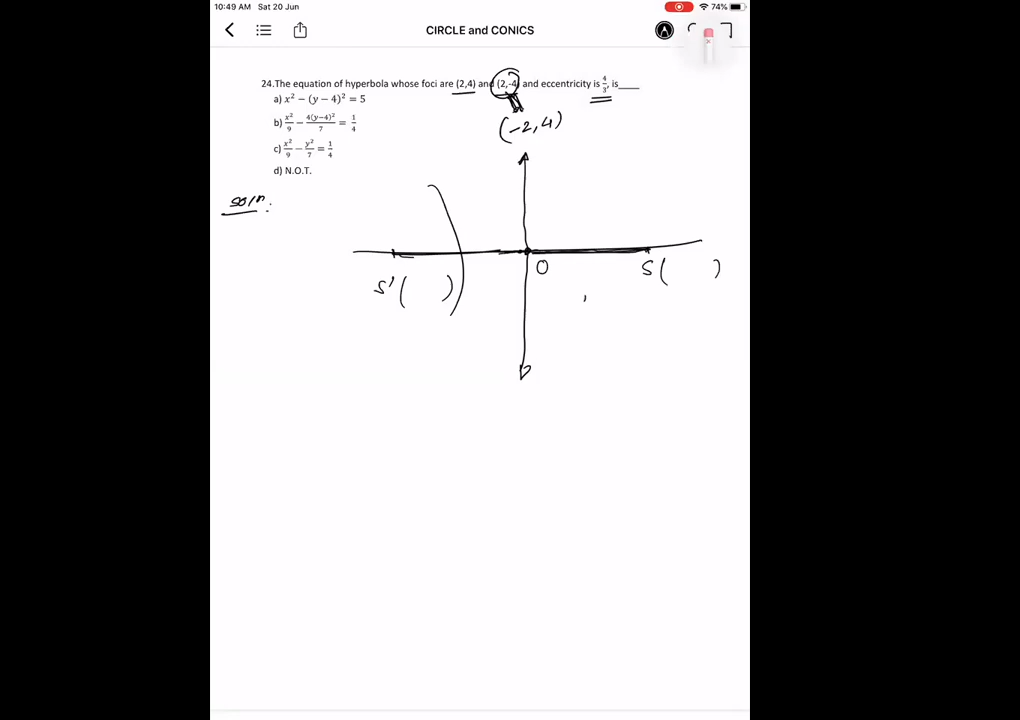 10:49 AM Sat 20 Jun
74%
CIRCLE and CONICS
24.The equation of hyperbola whose foci are (2,4) and (2,-4) and eccentricity is 4/3, is____
a) x² − (y − 4)² = 5
(-2,4)
b) x²/9 − 4(y−4)²/7 = 1/4
c) x²/9 − y²/7 = 1/4
d) N.O.T.
soln:
O
S( )
S'( )